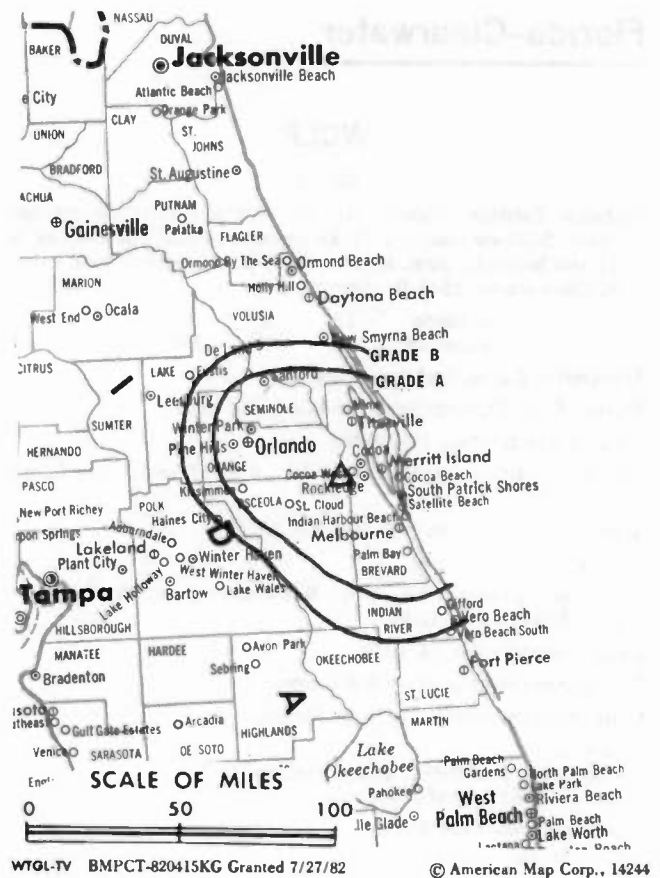 NASSAU
BAKER
DUVAL
Jacksonville
Jacksonville Beach
Atlantic Beach
e City
Orange Park
CLAY
UNION
ST.
JOHNS
BRADFORD
St. Augustine
ACHUA
PUTNAM
Gainesville
Palatka
FLAGLER
Ormond By The Sea
Ormond Beach
MARION
Holly Hill
Daytona Beach
West End
Ocala
VOLUSIA
New Smyrna Beach
De Land
GRADE B
CITRUS
LAKE
Eustis
Sanford
GRADE A
Leesburg
SEMINOLE
Mims
SUMTER
Winter Park
Titusville
Pine Hills
Orlando
HERNANDO
ORANGE
Cocoa
Merritt Island
PASCO
Cocoa West
Cocoa Beach
Kissimmee
Rockledge
South Patrick Shores
New Port Richey
POLK
OSCEOLA
St. Cloud
Satellite Beach
Haines City
Indian Harbour Beach
pon Springs
Auburndale
Melbourne
Lakeland
Winter Haven
Palm Bay
Plant City
West Winter Haven
BREVARD
Lake Holloway
Bartow
Lake Wales
Tampa
INDIAN
RIVER
Gifford
Vero Beach
HILLSBOROUGH
Vero Beach South
MANATEE
HARDEE
Avon Park
OKEECHOBEE
Sebring
Fort Pierce
Bradenton
ST. LUCIE
Arcadia
MARTIN
Gulf Gate Estates
HIGHLANDS
Venice
SARASOTA
DE SOTO
Lake
Okeechobee
Palm Beach
Gardens
North Palm Beach
SCALE OF MILES
Lake Park
Pahokee
West
Palm Beach
Riviera Beach
0 50 100
lle Glade
Palm Beach
Lake Worth
Lantana
WTGL-TV BMPCT-820415KG Granted 7/27/82
© American Map Corp., 14244